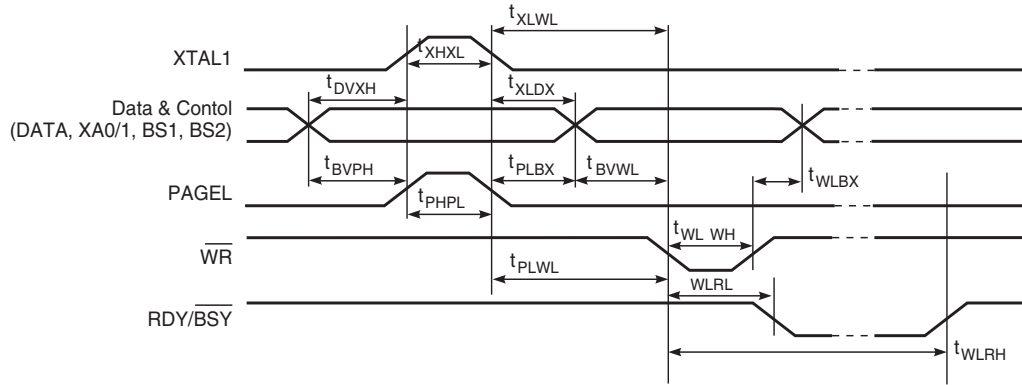 tXLWL
XTAL1
tXHXL
tDVXH
tXLDX
Data & Contol
(DATA, XA0/1, BS1, BS2)
tBVPH
tPLBX
tBVWL
tWLBX
PAGEL
tPHPL
tWL WH
WR
tPLWL
WLRL
RDY/BSY
tWLRH